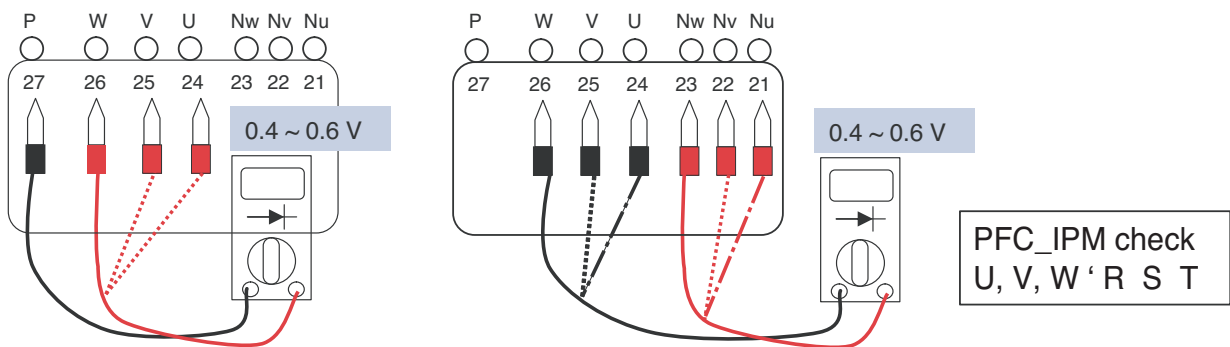 P W V U Nw Nv Nu
27 26 25 24 23 22 21
0.4 ~ 0.6 V
P W V U Nw Nv Nu
27 26 25 24 23 22 21
0.4 ~ 0.6 V
PFC_IPM check
U, V, W ‘ R S T